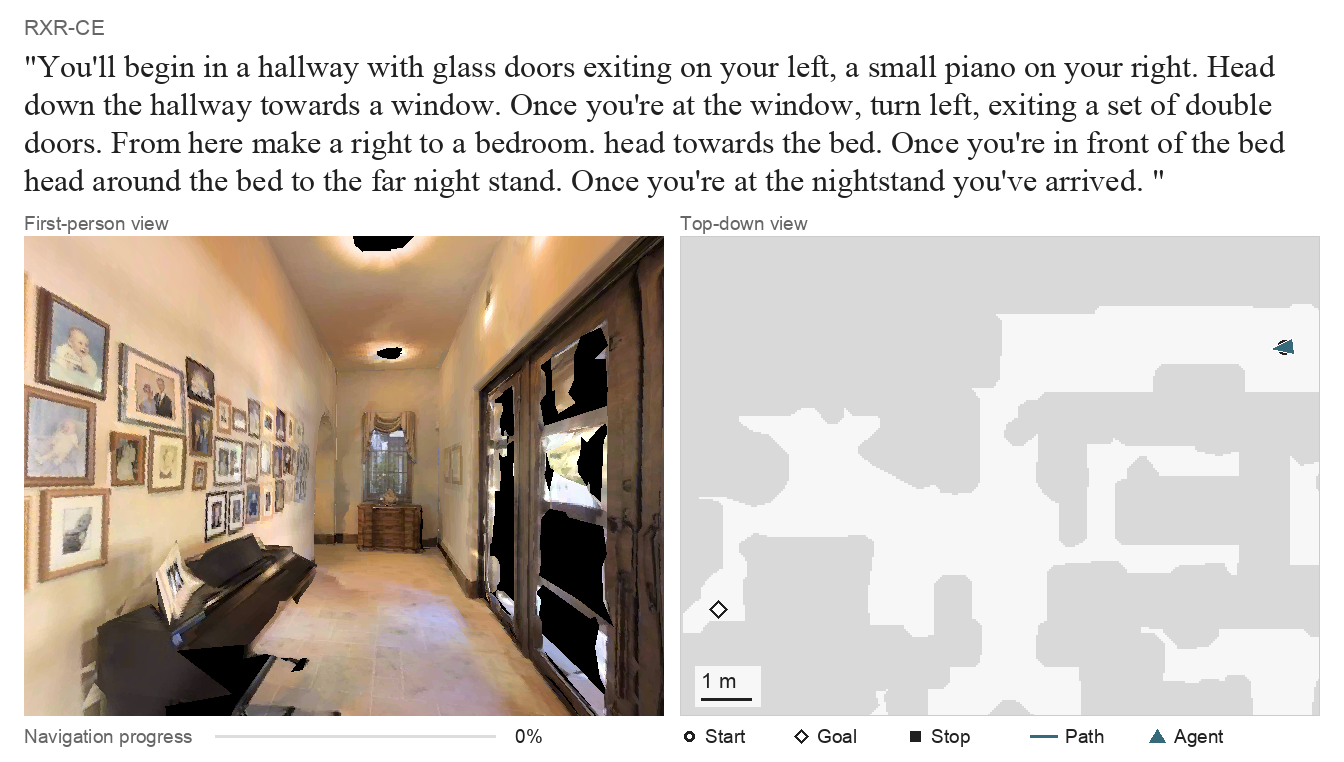 RXR-CE
"You'll begin in a hallway with glass doors exiting on your left, a small piano on your right. Head
down the hallway towards a window. Once you're at the window, turn left, exiting a set of double
doors. From here make a right to a bedroom. head towards the bed. Once you're in front of the bed
head around the bed to the far night stand. Once you're at the nightstand you've arrived. "
First-person view
Top-down view
1 m
Navigation progress
0%
Start
Goal
Stop
Path
Agent